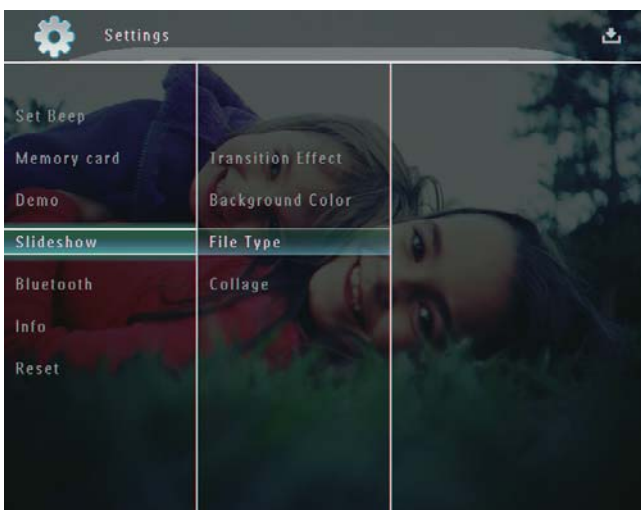 Settings
Set Beep
Memory card
Demo
Slideshow
Bluetooth
Info
Reset
Transition Effect
Background Color
File Type
Collage